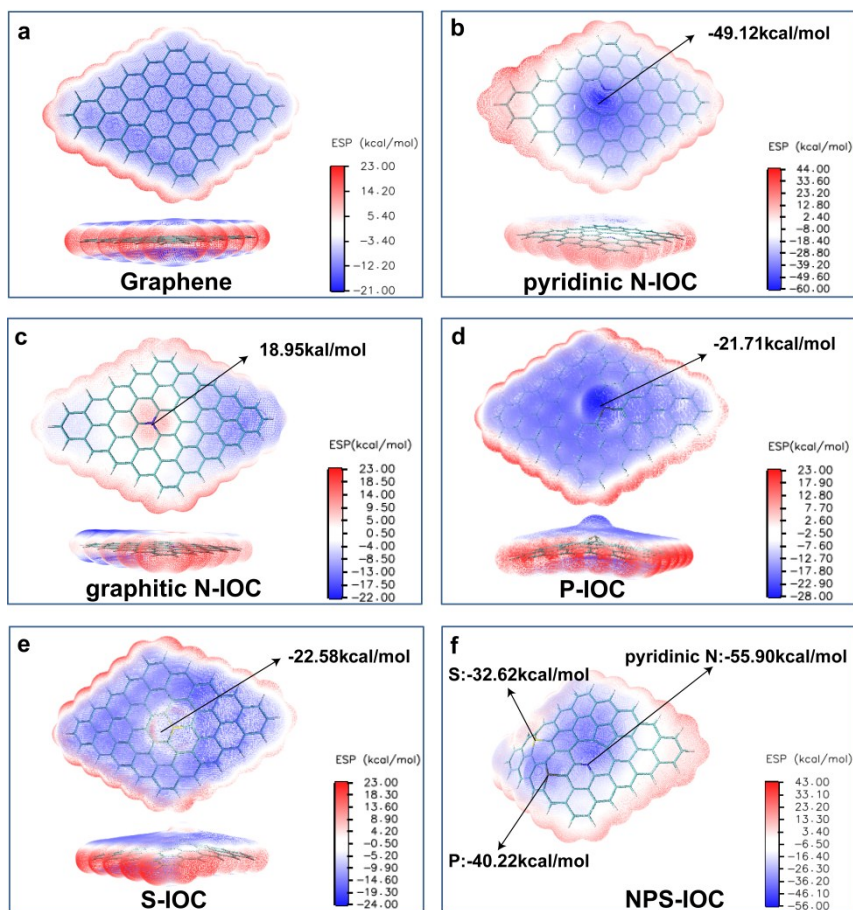 a
ESP (kcal/mol)
23.00
14.20
5.40
-3.40
-12.20
-21.00
Graphene
b
-49.12kcal/mol
ESP (kcal/mol)
44.00
33.60
23.20
12.80
2.40
-8.00
-18.40
-28.80
-39.20
-49.60
-60.00
pyridinic N-IOC
c
18.95kal/mol
ESP(kcal/mol)
23.00
18.50
14.00
9.50
5.00
0.50
-4.00
-8.50
-13.00
-17.50
-22.00
graphitic N-IOC
d
-21.71kcal/mol
ESP(kcal/mol)
23.00
17.90
12.80
7.70
2.60
-2.50
-7.60
-12.70
-17.80
-22.90
-28.00
P-IOC
e
-22.58kcal/mol
ESP (kcal/mol)
23.00
18.30
13.60
8.90
4.20
-0.50
-5.20
-9.90
-14.60
-19.30
-24.00
S-IOC
f
pyridinic N:-55.90kcal/mol
S:-32.62kcal/mol
ESP (kcal/mol)
43.00
33.10
23.20
13.30
3.40
-6.50
-16.40
-26.30
-36.20
-46.10
-56.00
P:-40.22kcal/mol
NPS-IOC